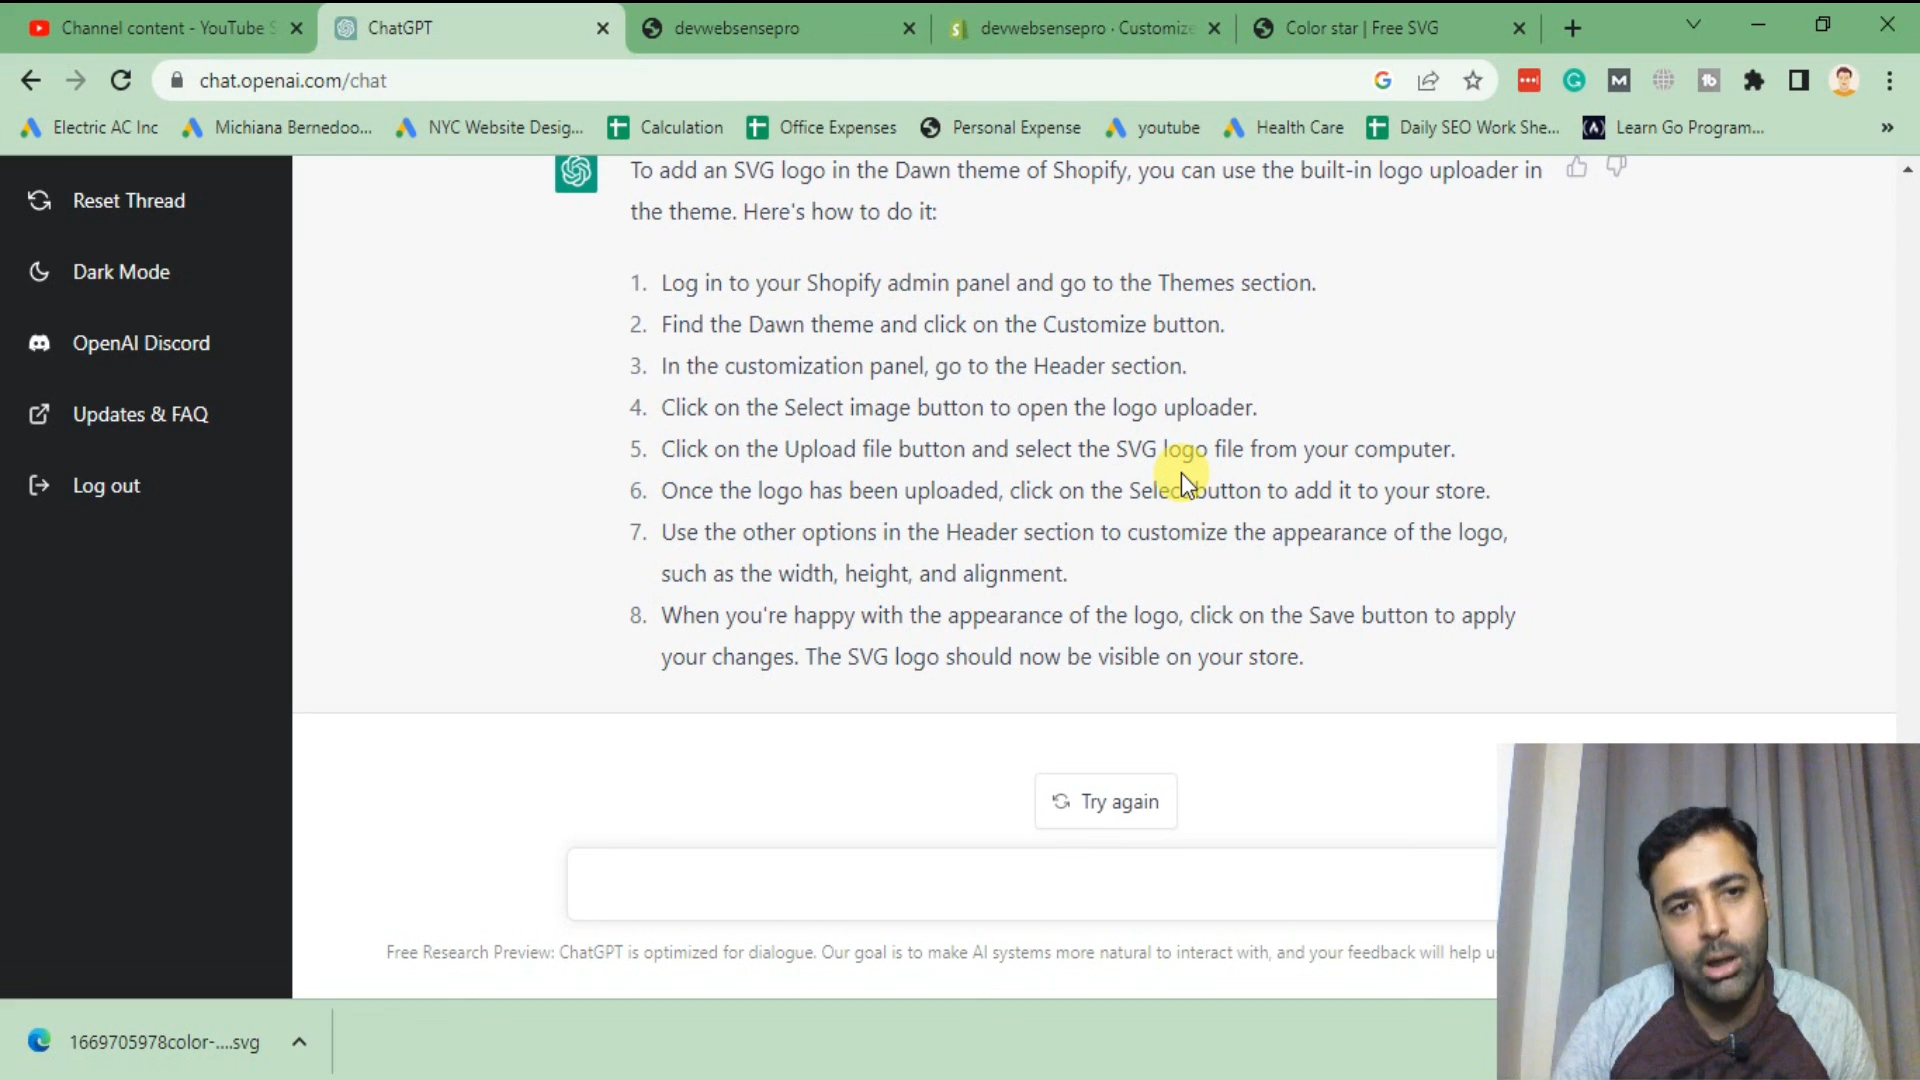 Channel content - YouTube S
ChatGPT
devwebsensepro
devwebsensepro · Customize
Color star | Free SVG
chat.openai.com/chat
Electric AC Inc
Michiana Bernedoo...
NYC Website Desig...
Calculation
Office Expenses
Personal Expense
youtube
Health Care
Daily SEO Work She...
Learn Go Program...
Reset Thread
Dark Mode
OpenAI Discord
Updates & FAQ
Log out
To add an SVG logo in the Dawn theme of Shopify, you can use the built-in logo uploader in
the theme. Here's how to do it:
1. Log in to your Shopify admin panel and go to the Themes section.
2. Find the Dawn theme and click on the Customize button.
3. In the customization panel, go to the Header section.
4. Click on the Select image button to open the logo uploader.
5. Click on the Upload file button and select the SVG logo file from your computer.
6. Once the logo has been uploaded, click on the Select button to add it to your store.
7. Use the other options in the Header section to customize the appearance of the logo,
such as the width, height, and alignment.
8. When you're happy with the appearance of the logo, click on the Save button to apply
your changes. The SVG logo should now be visible on your store.
Try again
Free Research Preview: ChatGPT is optimized for dialogue. Our goal is to make AI systems more natural to interact with, and your feedback will help u
1669705978color-....svg